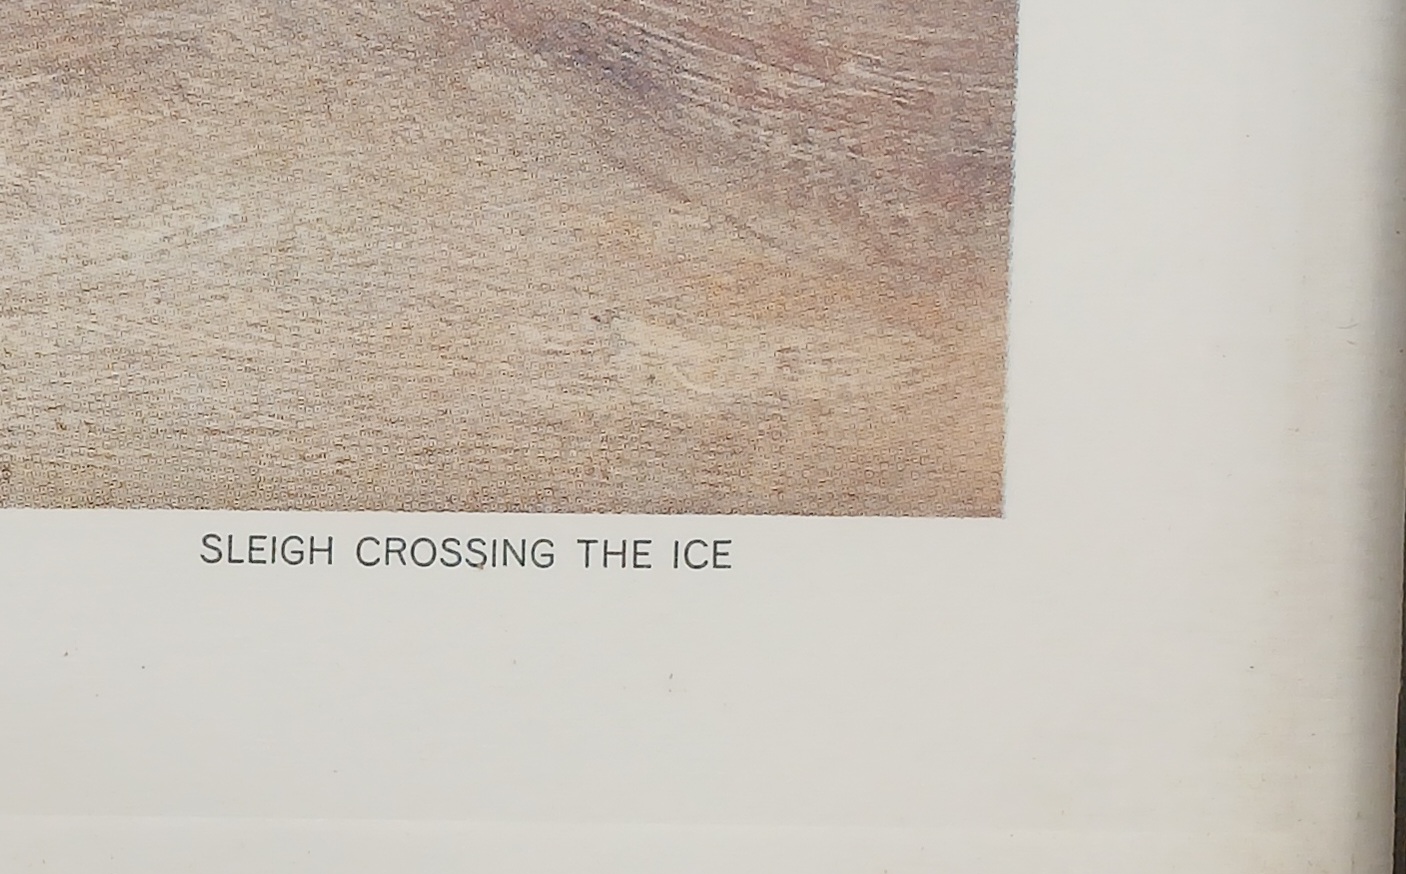 SLEIGH CROSSING THE ICE